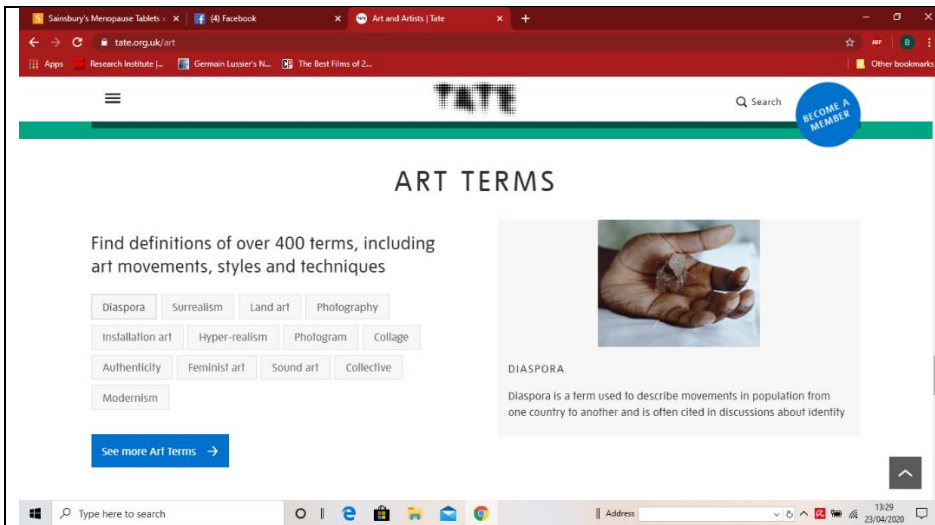 Sainsbury's Menopause Tablets
(4) Facebook
Art and Artists | Tate
tate.org.uk/art
ABP
B
Apps
Research Institute |...
Germain Lussier's N...
The Best Films of 2...
Other bookmarks
TATE
Search
BECOME A
MEMBER
ART TERMS
Find definitions of over 400 terms, including
art movements, styles and techniques
Diaspora Surrealism Land art Photography
Installation art Hyper-realism Photogram Collage
Authenticity Feminist art Sound art Collective
Modernism
See more Art Terms →
DIASPORA
Diaspora is a term used to describe movements in population from
one country to another and is often cited in discussions about identity
Type here to search
Address
13:29
23/04/2020